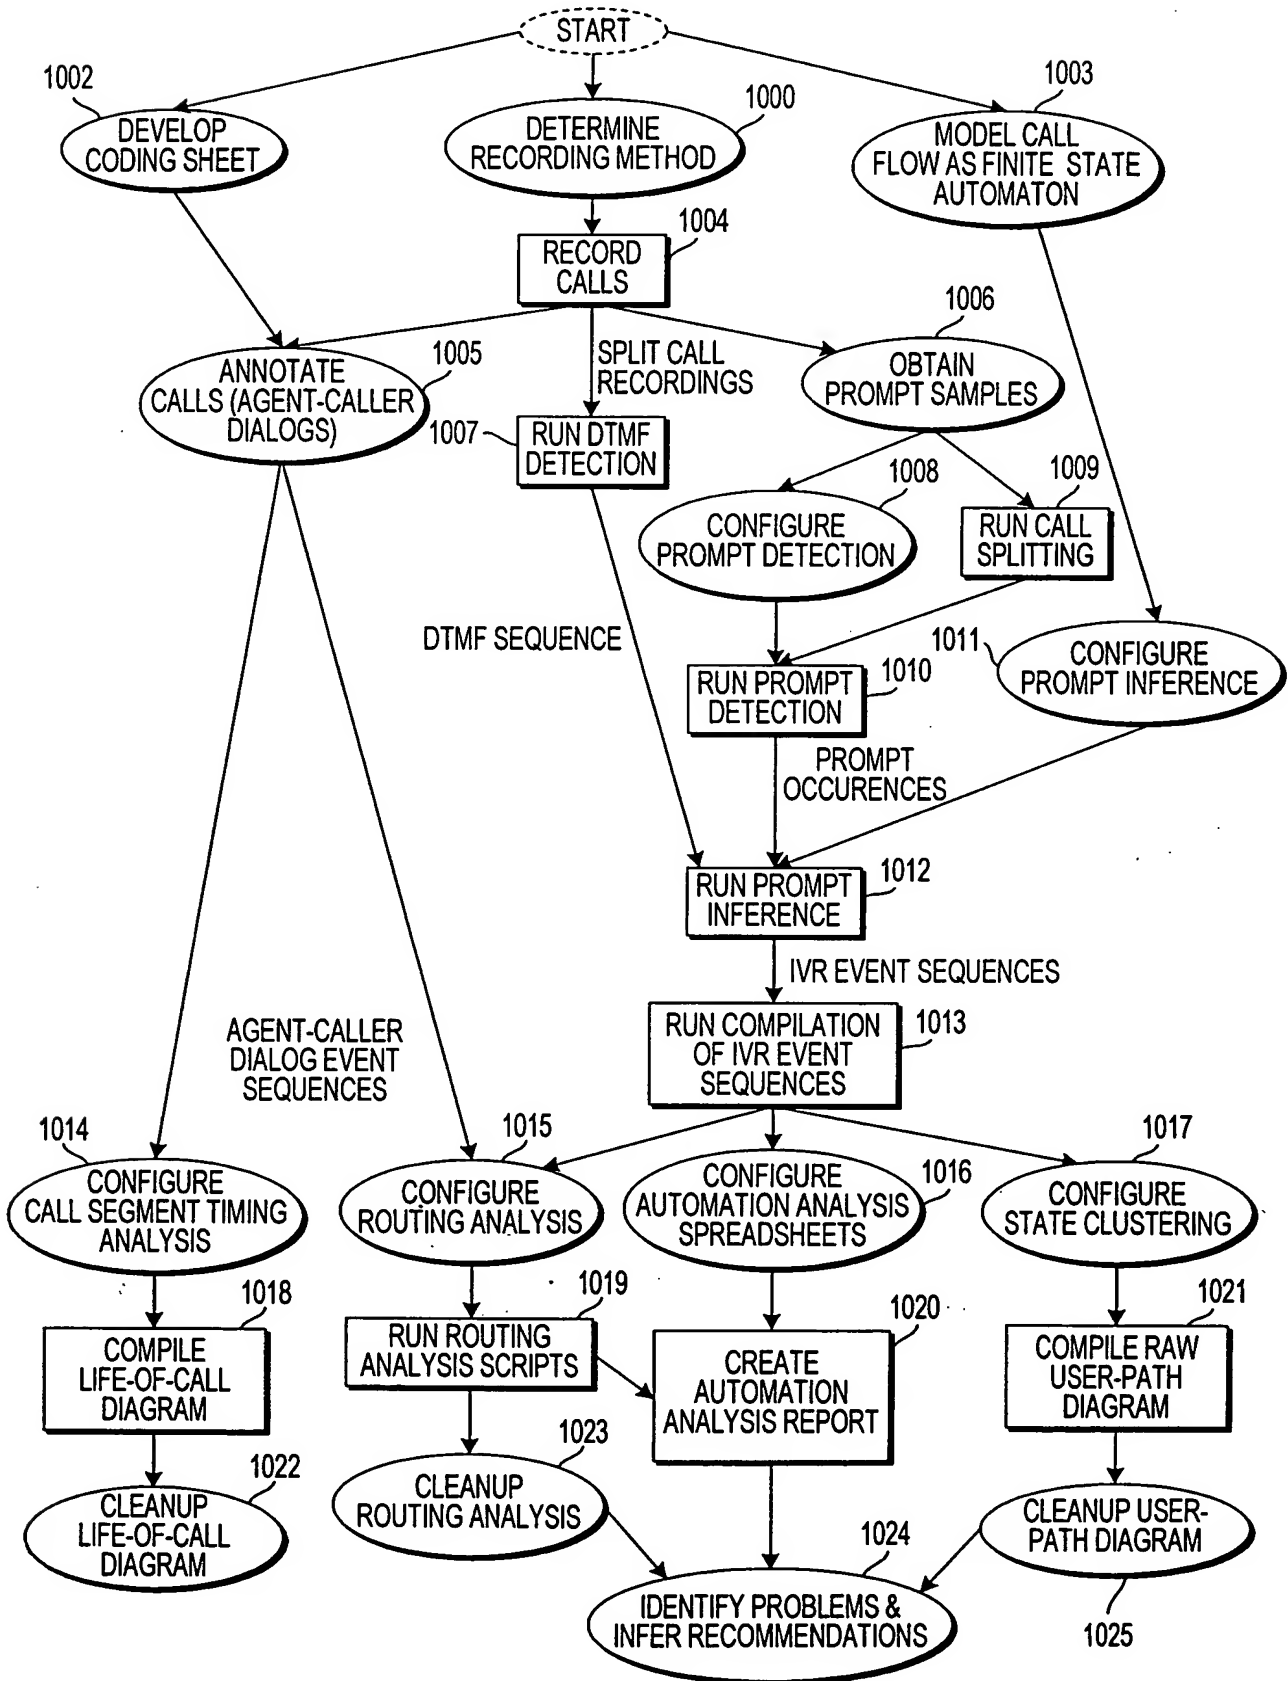 START
1002
DEVELOP
CODING SHEET
1000
DETERMINE
RECORDING METHOD
1003
MODEL CALL
FLOW AS FINITE STATE
AUTOMATON
1004
RECORD
CALLS
1005
ANNOTATE
CALLS (AGENT-CALLER
DIALOGS)
SPLIT CALL
RECORDINGS
1006
OBTAIN
PROMPT SAMPLES
1007
RUN DTMF
DETECTION
1008
CONFIGURE
PROMPT DETECTION
1009
RUN CALL
SPLITTING
DTMF SEQUENCE
1010
RUN PROMPT
DETECTION
1011
CONFIGURE
PROMPT INFERENCE
PROMPT
OCCURENCES
1012
RUN PROMPT
INFERENCE
IVR EVENT SEQUENCES
1013
RUN COMPILATION
OF IVR EVENT
SEQUENCES
AGENT-CALLER
DIALOG EVENT
SEQUENCES
1014
CONFIGURE
CALL SEGMENT TIMING
ANALYSIS
1015
CONFIGURE
ROUTING ANALYSIS
1016
CONFIGURE
AUTOMATION ANALYSIS
SPREADSHEETS
1017
CONFIGURE
STATE CLUSTERING
1018
COMPILE
LIFE-OF-CALL
DIAGRAM
1019
RUN ROUTING
ANALYSIS SCRIPTS
1020
CREATE
AUTOMATION
ANALYSIS REPORT
1021
COMPILE RAW
USER-PATH
DIAGRAM
1022
CLEANUP
LIFE-OF-CALL
DIAGRAM
1023
CLEANUP
ROUTING ANALYSIS
1024
IDENTIFY PROBLEMS &
INFER RECOMMENDATIONS
CLEANUP USER-
PATH DIAGRAM
1025